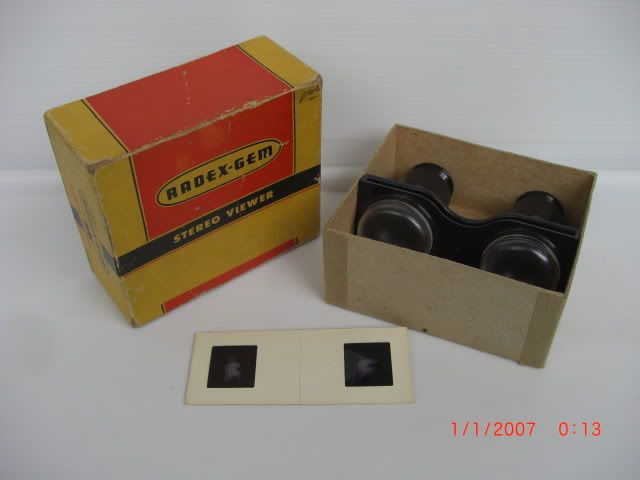 RADEX-GEM
STEREO VIEWER
1/1/2007 0:13